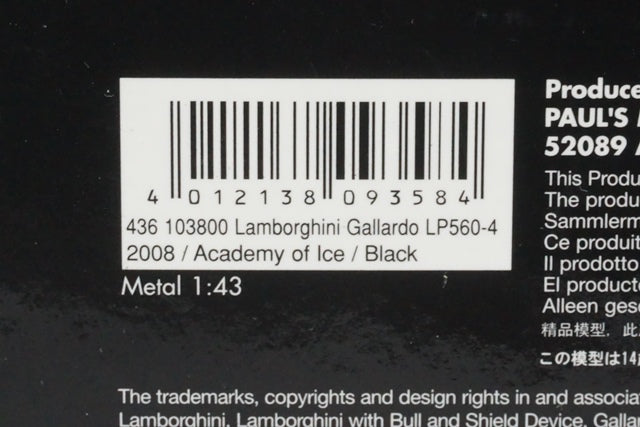 4 012138 093584
436 103800 Lamborghini Gallardo LP560-4
2008 / Academy of Ice / Black
Metal 1:43
Produce
PAUL'S
52089
This Produ
The produ
Sammlerm
Ce produit
Il prodotto
El producto
Alleen gesc
精品模型，此
この模型は14
The trademarks, copyrights and design rights in and associa
Lamborghini, Lamborghini with Bull and Shield Device, Galla